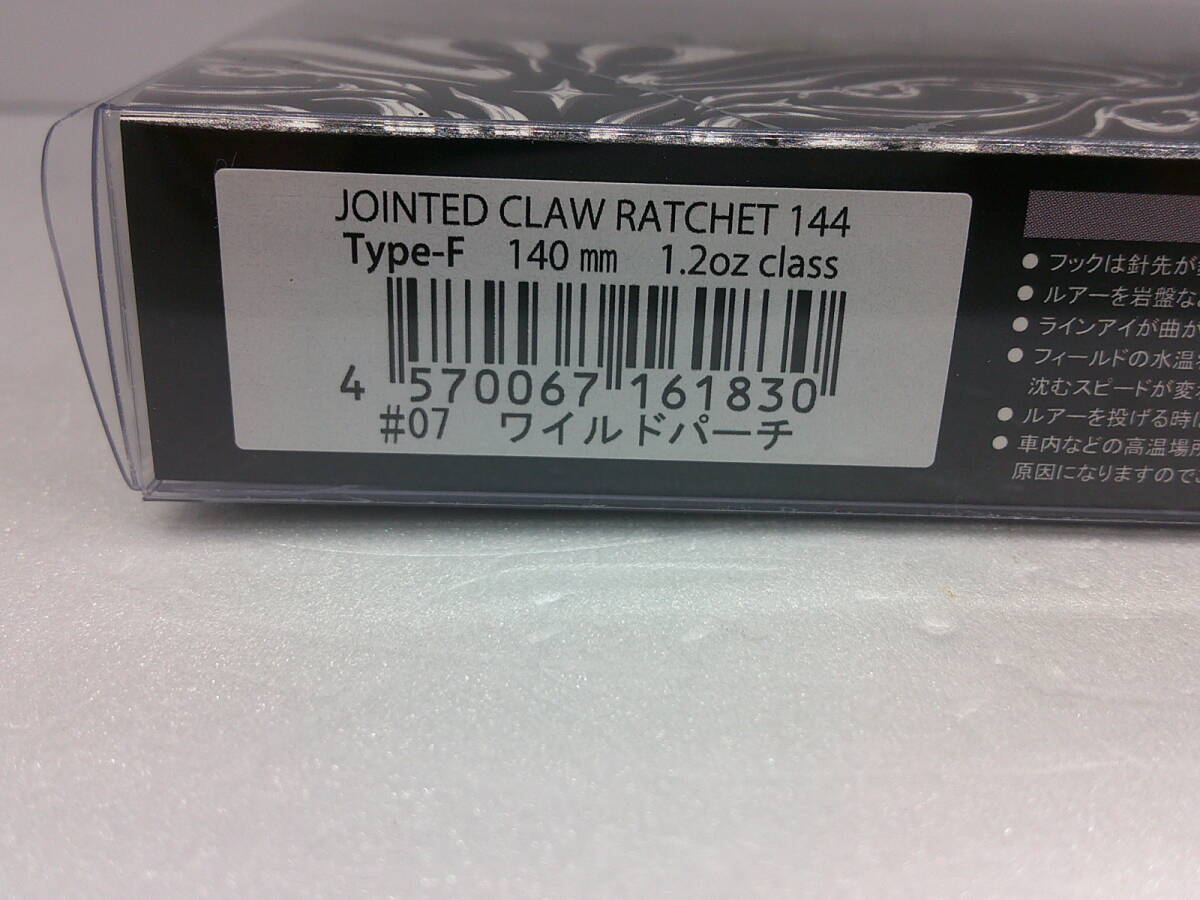 JOINTED CLAW RATCHET 144
Type-F 140 mm 1.2oz class
4 570067 161830
#07 ワイルドパーチ
● フックは針先が
● ルアーを岩盤な
● ラインアイが曲が
● フィールドの水温
沈むスピードが変
● ルアーを投げる時
● 車内などの高温場所
原因になりますので